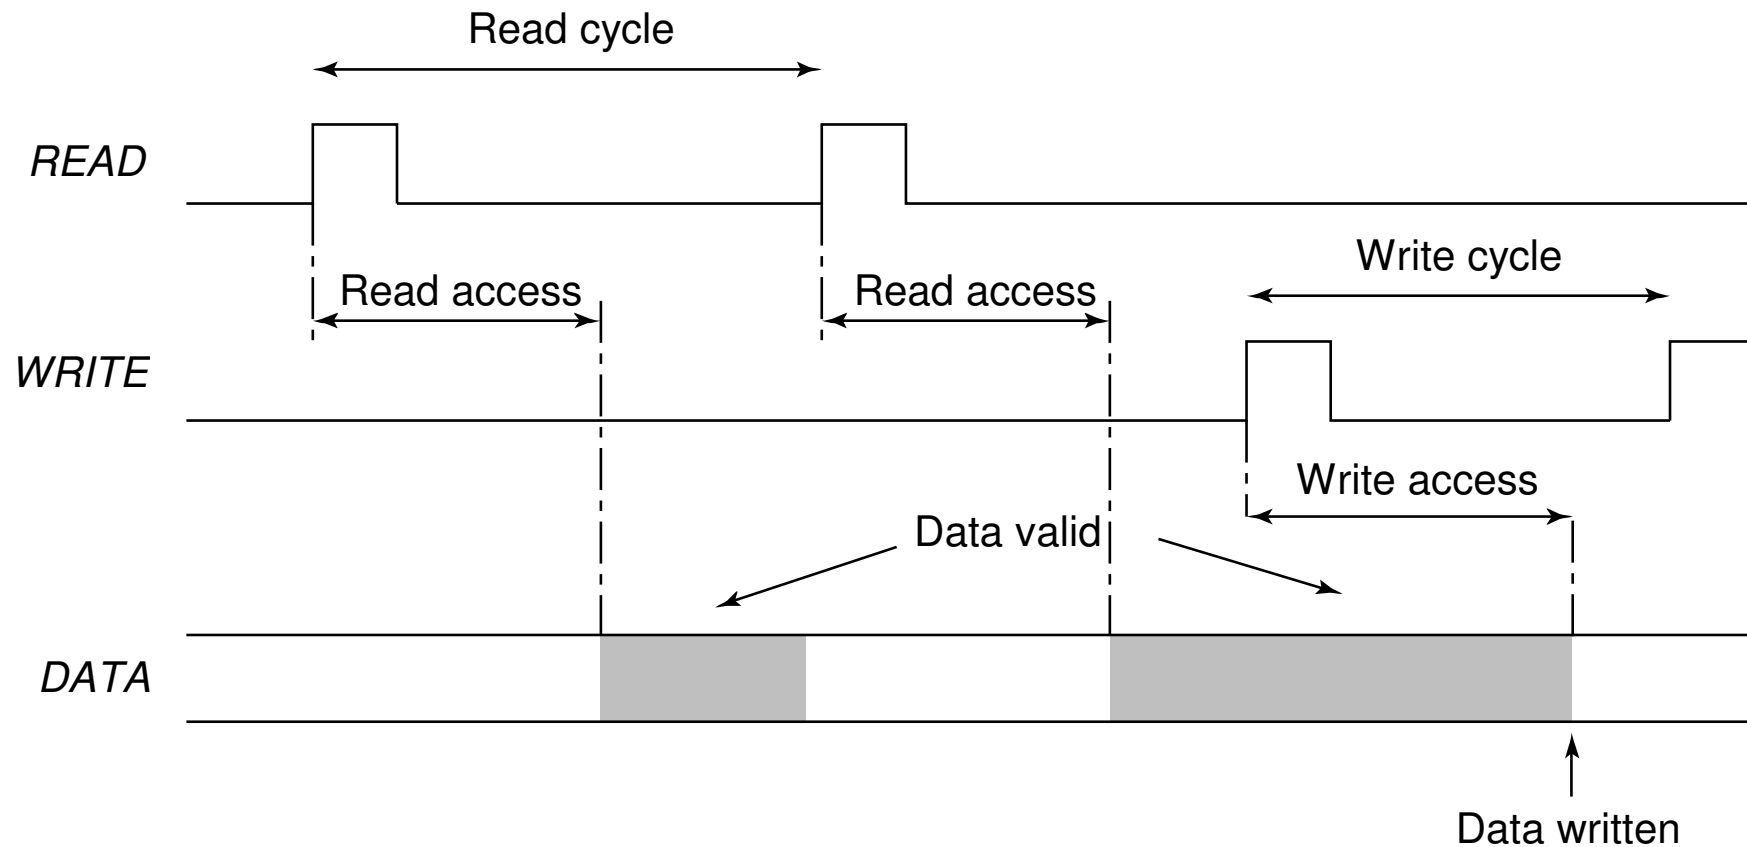 Read cycle
READ
Write cycle
Read access
Read access
WRITE
Write access
Data valid
DATA
Data written